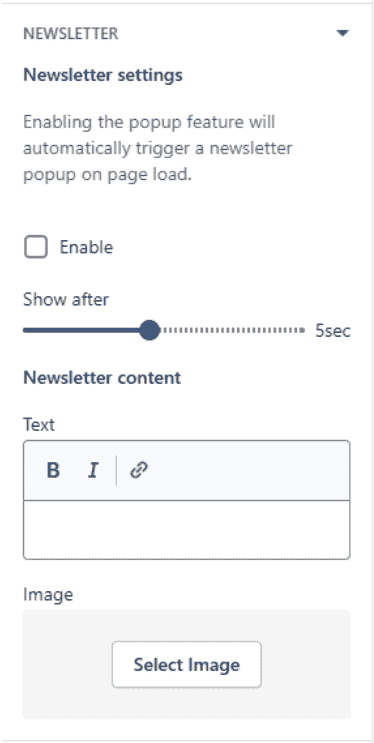 NEWSLETTER
Newsletter settings
Enabling the popup feature will
automatically trigger a newsletter
popup on page load.
Enable
Show after
5sec
Newsletter content
Text
B I
Image
Select Image